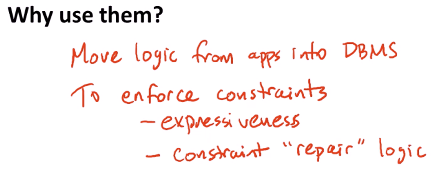 Why use them?
Move logic from apps into DBMS
To enforce constraints
- expressiveness
- constraint "repair" logic